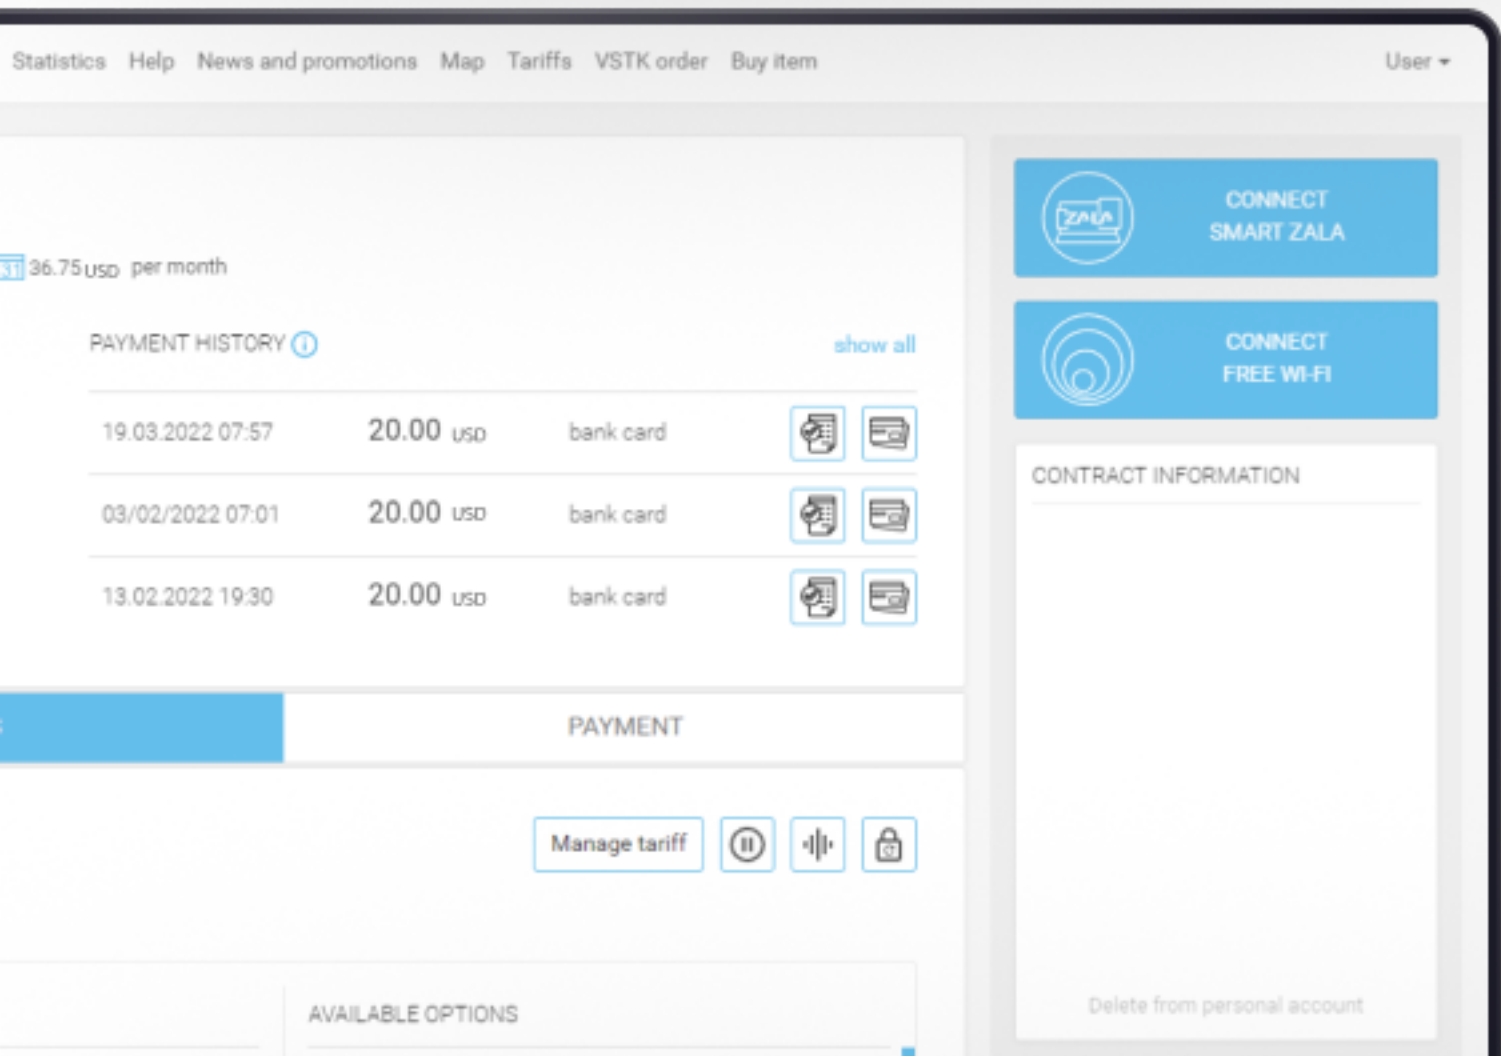 Statistics Help News and promotions Map Tariffs VSTK order Buy item User
CONNECT
SMART ZALA
ZALA
31 36.75 USD per month
CONNECT
FREE WI-FI
PAYMENT HISTORY i show all
19.03.2022 07:57 20.00 USD bank card
03/02/2022 07:01 20.00 USD bank card
13.02.2022 19:30 20.00 USD bank card
CONTRACT INFORMATION
PAYMENT
Manage tariff
Delete from personal account
AVAILABLE OPTIONS